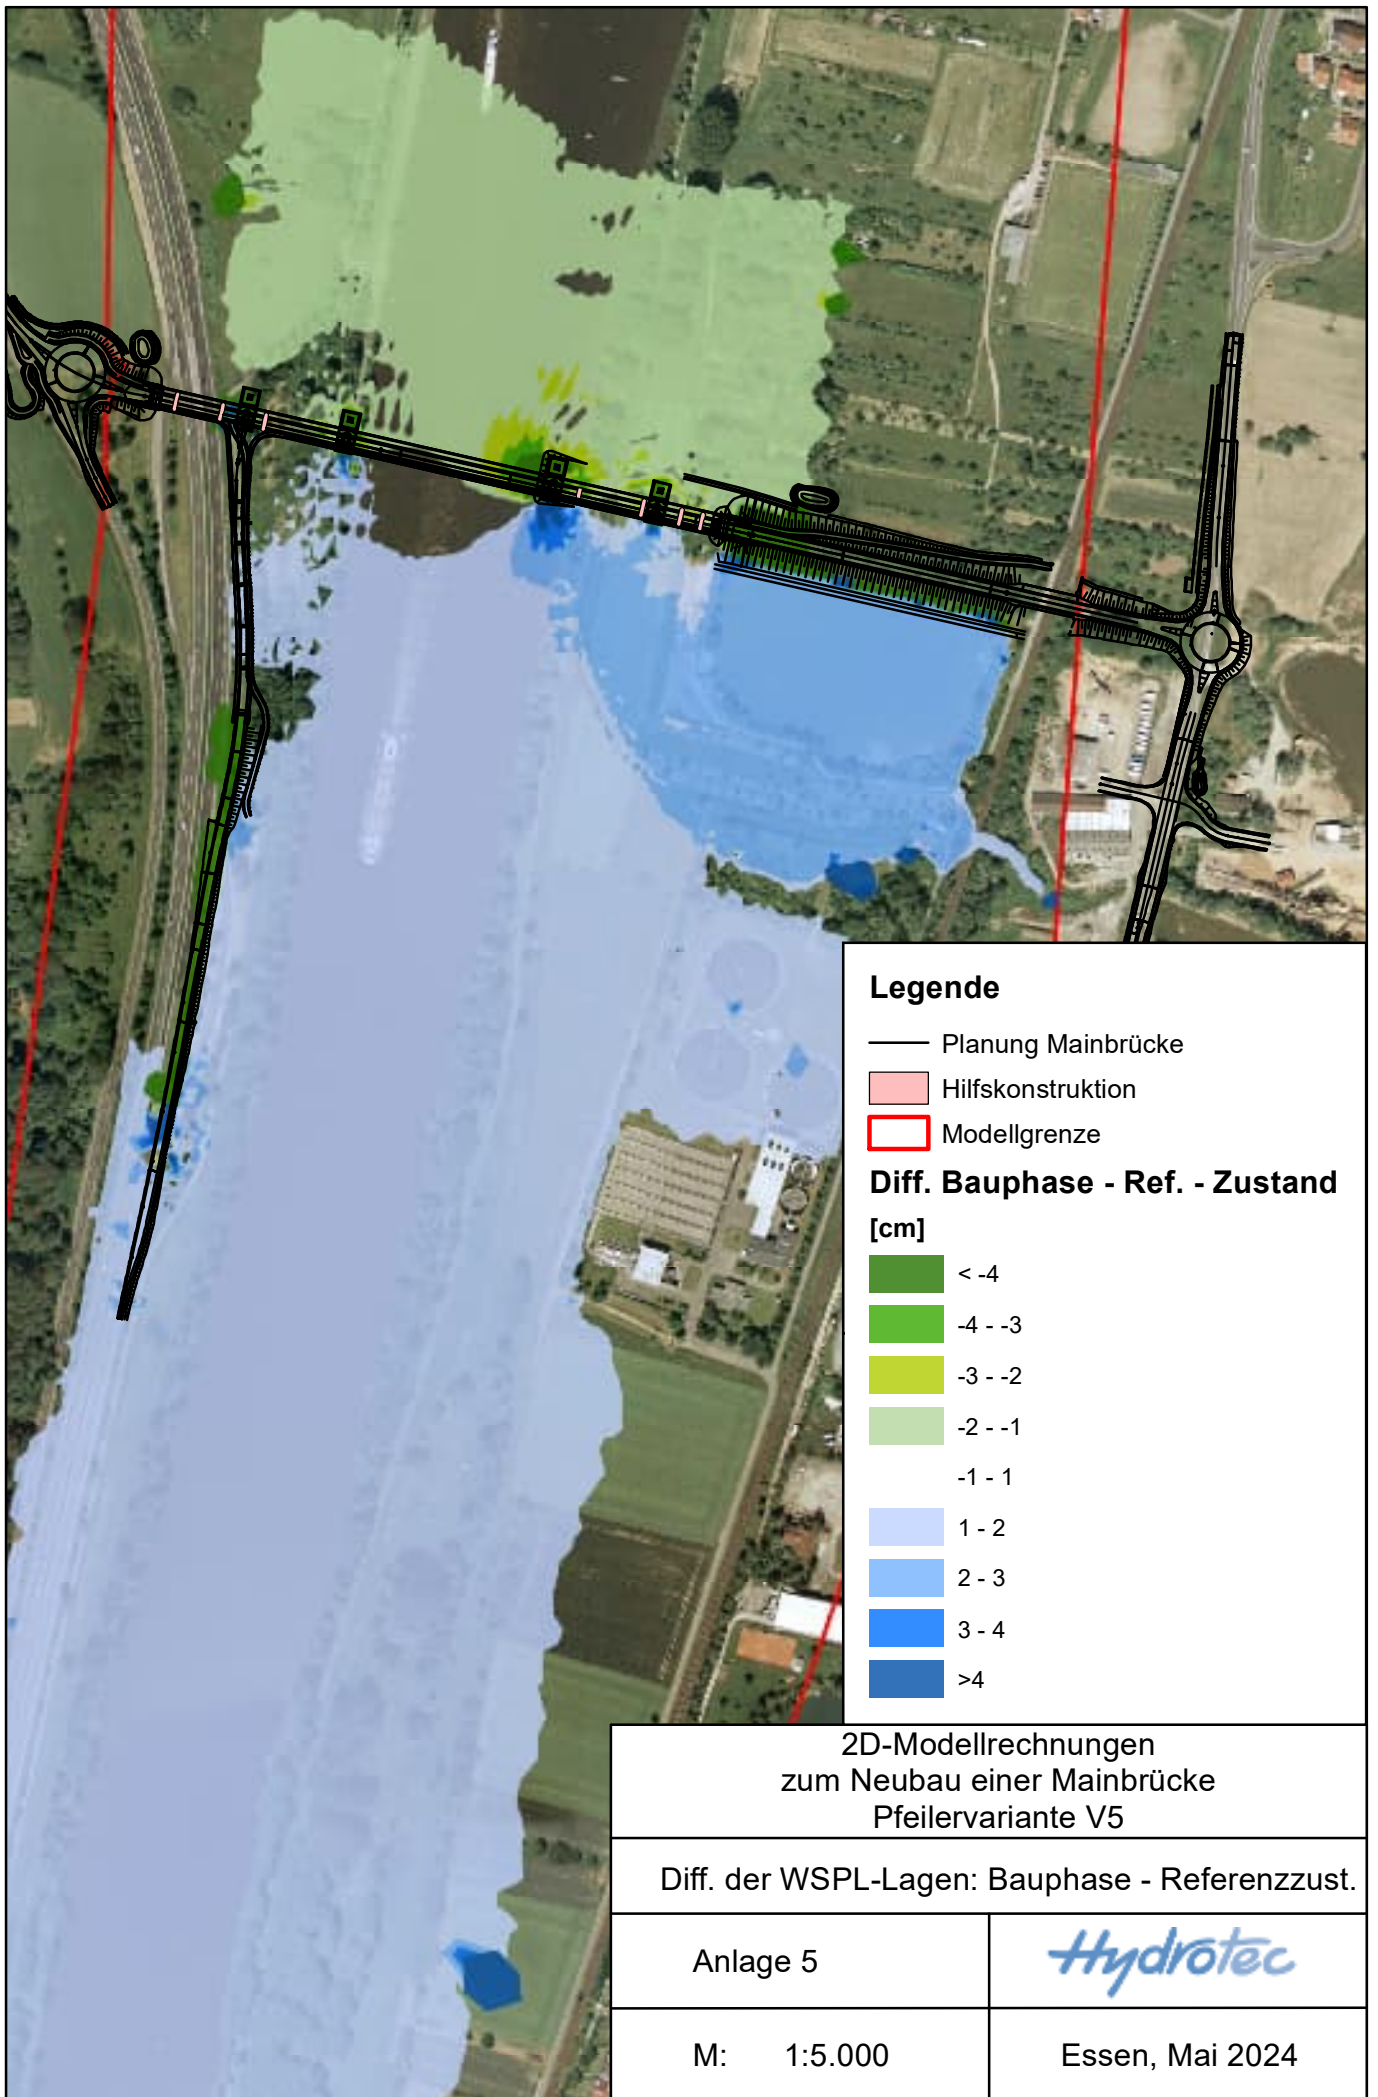 Legende
Planung Mainbrücke
Hilfskonstruktion
Modellgrenze
Diff. Bauphase - Ref. - Zustand
[cm]
< -4
-4 - -3
-3 - -2
-2 - -1
-1 - 1
1 - 2
2 - 3
3 - 4
>4
2D-Modellrechnungen
zum Neubau einer Mainbrücke
Pfeilervariante V5
Diff. der WSPL-Lagen: Bauphase - Referenzzust.
Anlage 5
Hydrotec
M: 1:5.000
Essen, Mai 2024